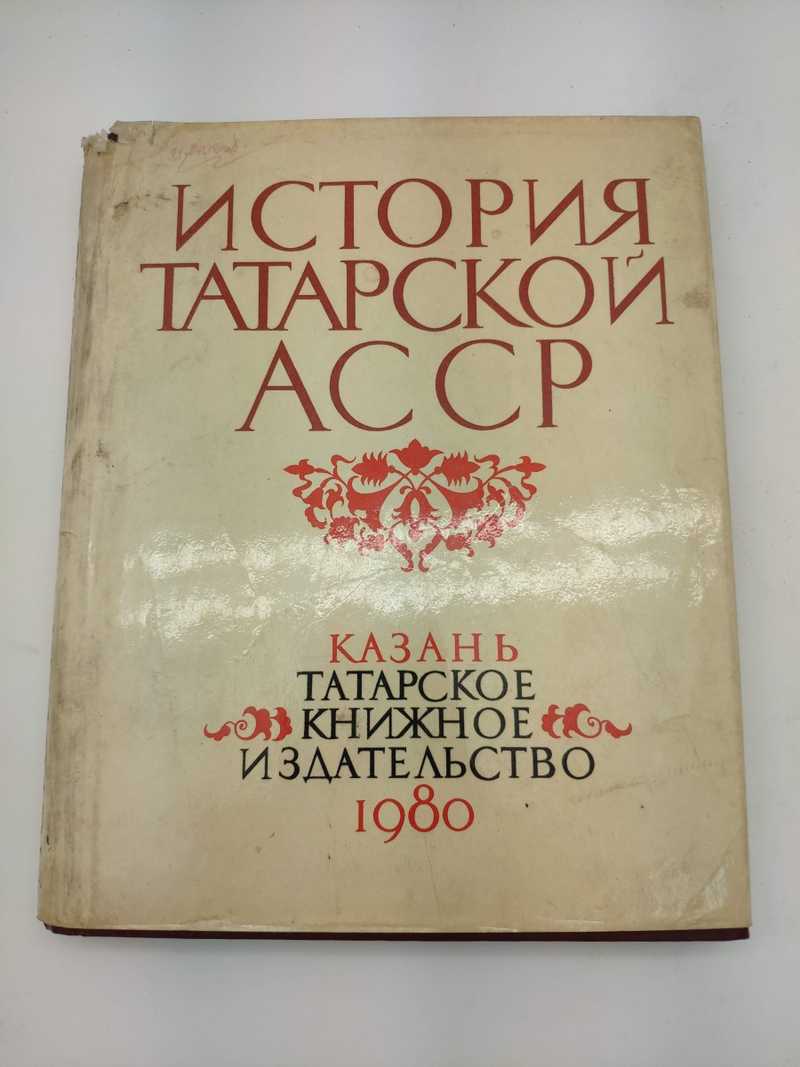 ИСТОРИЯ
ТАТАРСКОЙ
АССР
КАЗАНЬ
ТАТАРСКОЕ
КНИЖНОЕ
ИЗДАТЕЛЬСТВО
1980